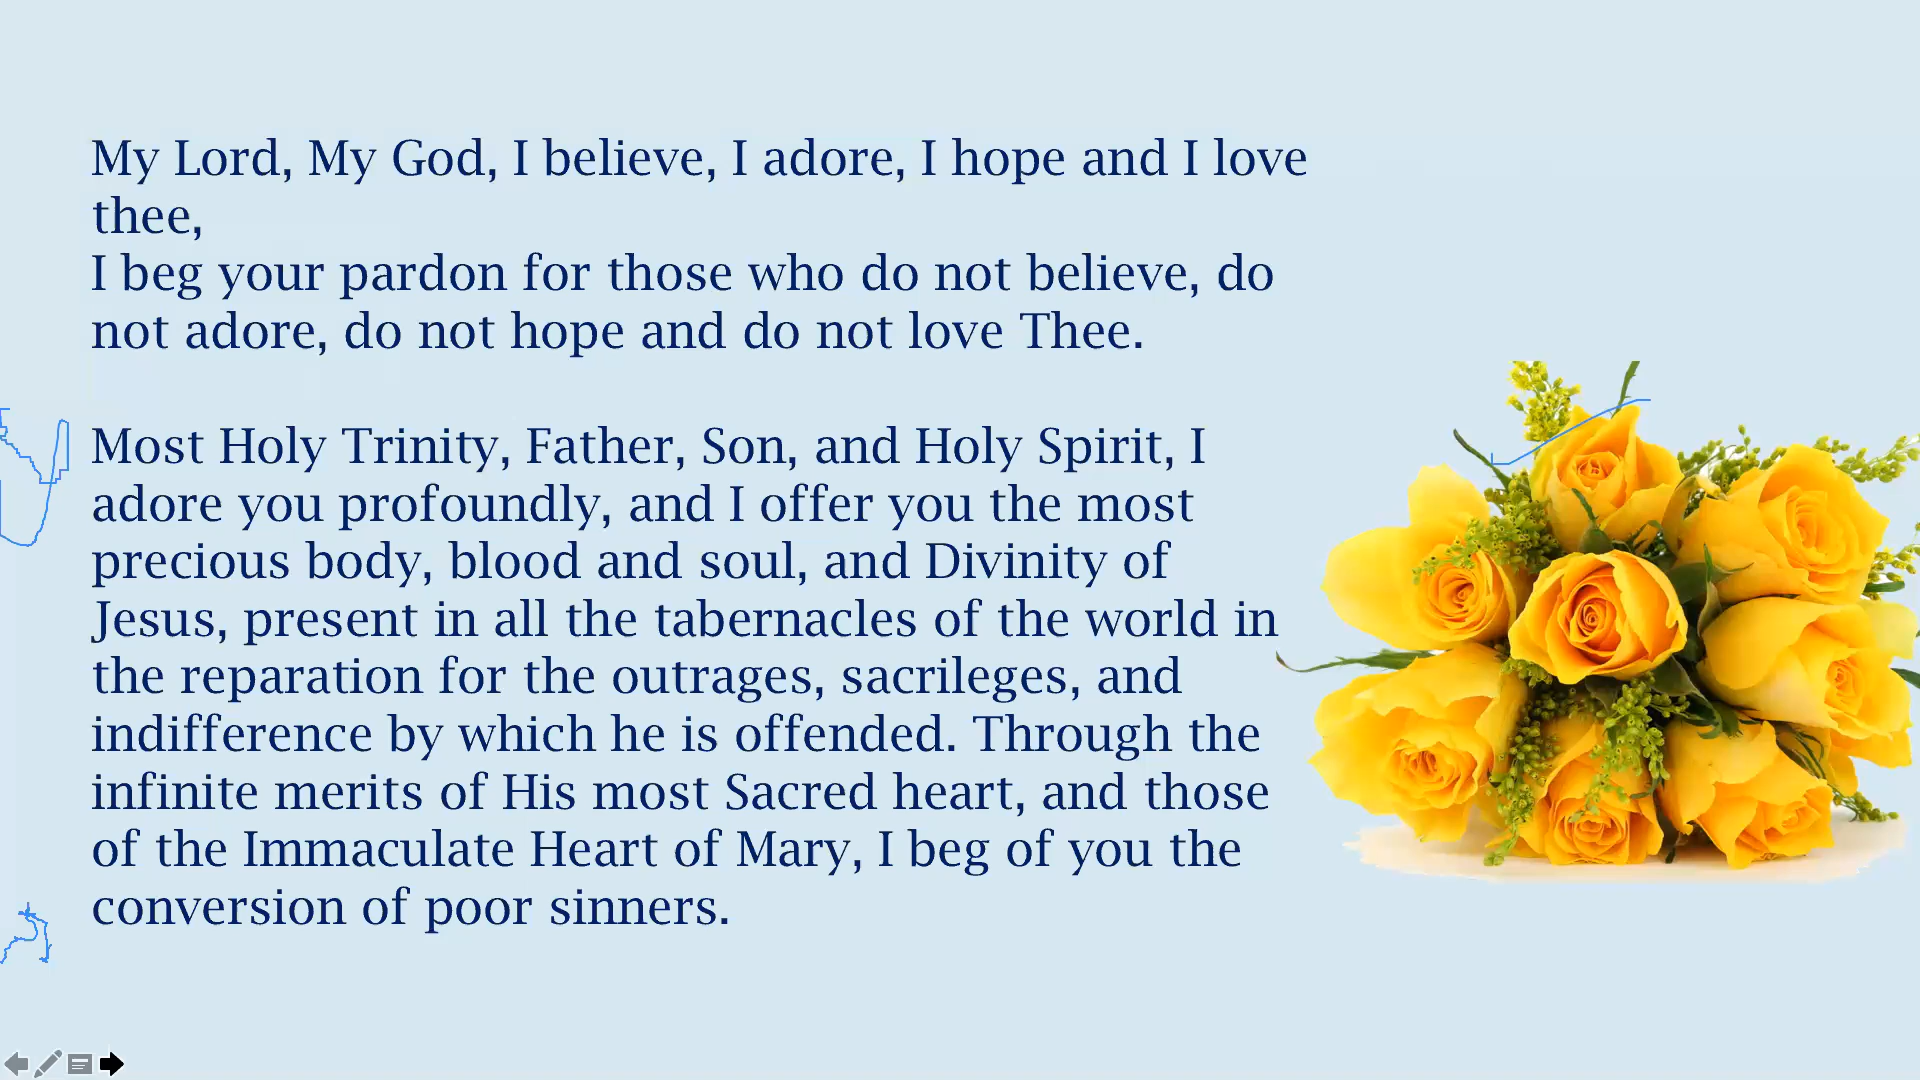 My Lord, My God, I believe, I adore, I hope and I love
thee,
I beg your pardon for those who do not believe, do
not adore, do not hope and do not love Thee.
Most Holy Trinity, Father, Son, and Holy Spirit, I
adore you profoundly, and I offer you the most
precious body, blood and soul, and Divinity of
Jesus, present in all the tabernacles of the world in
the reparation for the outrages, sacrileges, and
indifference by which he is offended. Through the
infinite merits of His most Sacred heart, and those
of the Immaculate Heart of Mary, I beg of you the
conversion of poor sinners.